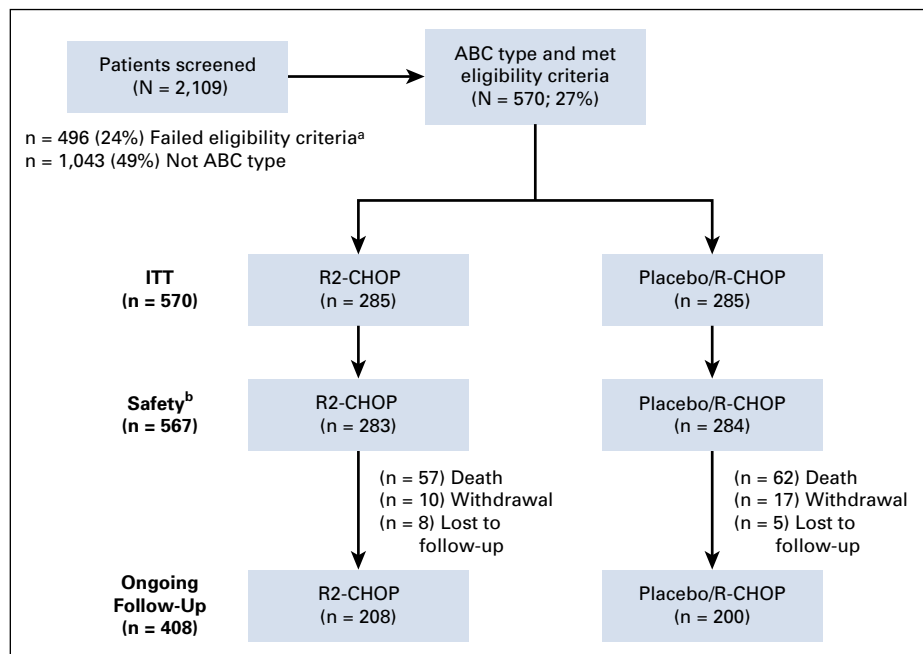 Patients screened
(N = 2,109)
ABC type and met
eligibility criteria
(N = 570; 27%)
n = 496 (24%) Failed eligibility criteriaᵃ
n = 1,043 (49%) Not ABC type
ITT
(n = 570)
R2-CHOP
(n = 285)
Placebo/R-CHOP
(n = 285)
Safetyᵇ
(n = 567)
R2-CHOP
(n = 283)
Placebo/R-CHOP
(n = 284)
(n = 57) Death
(n = 10) Withdrawal
(n = 8) Lost to
follow-up
(n = 62) Death
(n = 17) Withdrawal
(n = 5) Lost to
follow-up
Ongoing
Follow-Up
(n = 408)
R2-CHOP
(n = 208)
Placebo/R-CHOP
(n = 200)